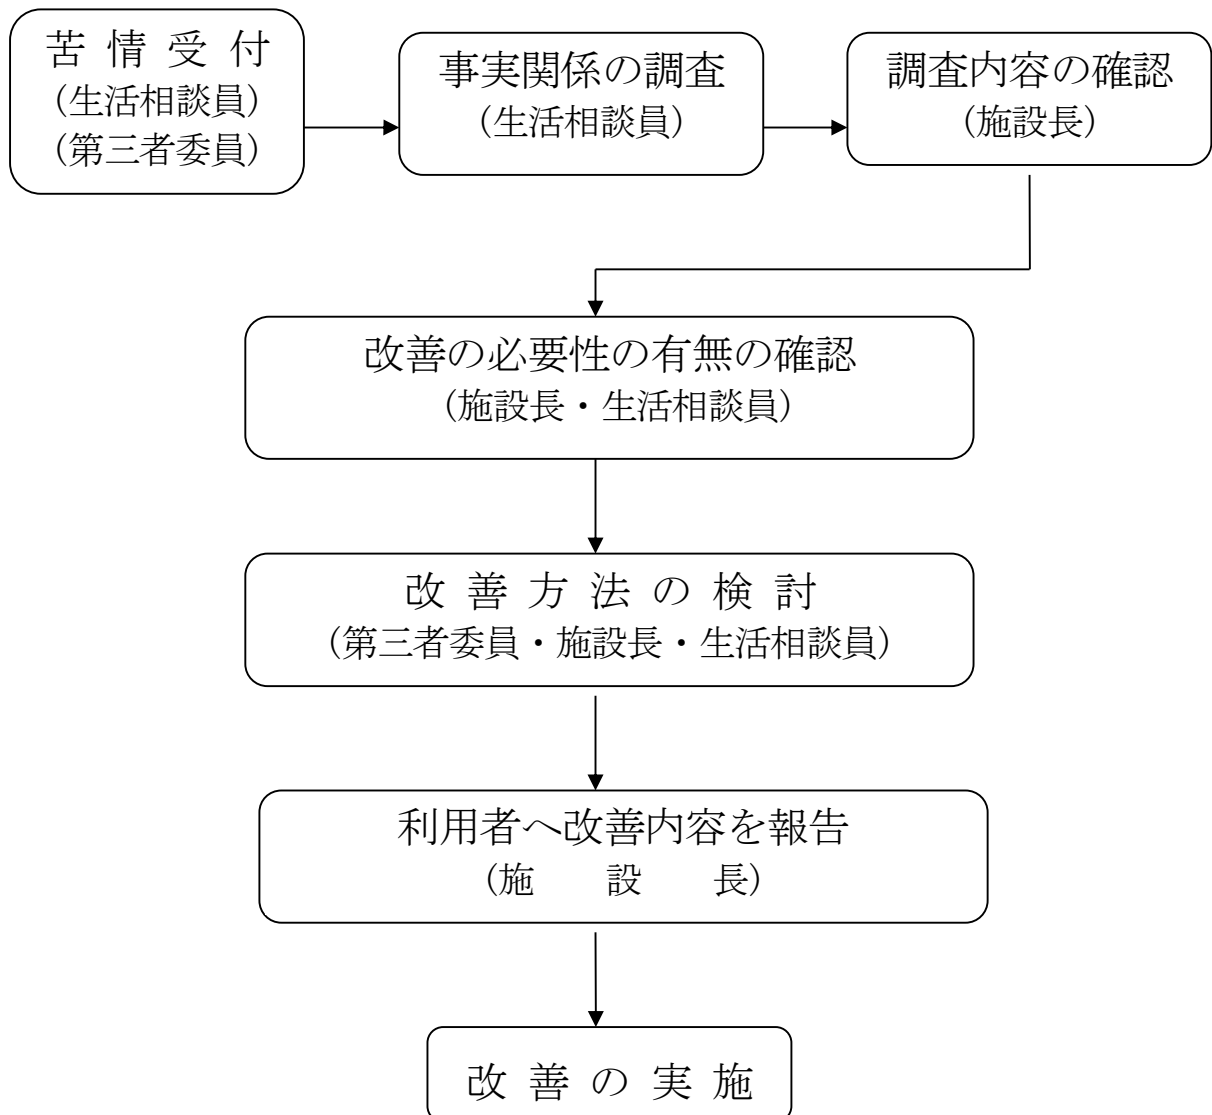 苦情受付
(生活相談員)
(第三者委員)
事実関係の調査
(生活相談員)
調査内容の確認
(施設長)
改善の必要性の有無の確認
(施設長・生活相談員)
改善方法の検討
(第三者委員・施設長・生活相談員)
利用者へ改善内容を報告
(施 設 長)
改善の実施